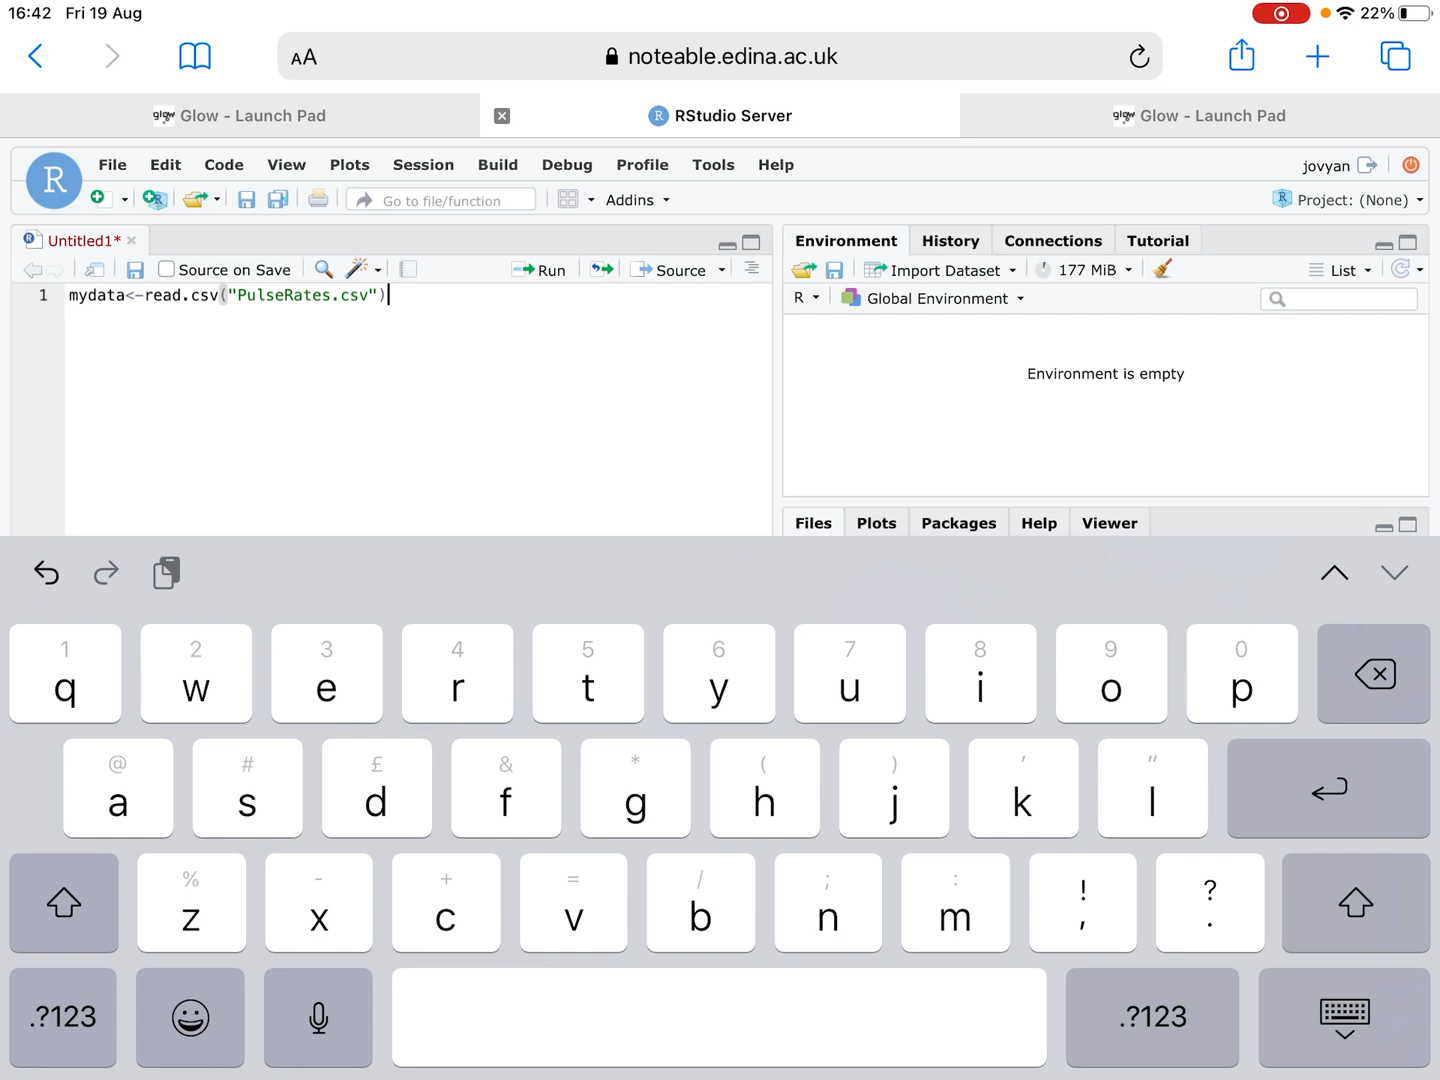 16:42 Fri 19 Aug
22%
AA noteable.edina.ac.uk
glow Glow - Launch Pad
R RStudio Server
glow Glow - Launch Pad
R File Edit Code View Plots Session Build Debug Profile Tools Help
jovyan
Go to file/function Addins
R Project: (None)
Untitled1*
Source on Save Run Source
1 mydata<-read.csv("PulseRates.csv")
Environment History Connections Tutorial
Import Dataset 177 MiB List
R Global Environment
Environment is empty
Files Plots Packages Help Viewer
1 2 3 4 5 6 7 8 9 0
q w e r t y u i o p
@ # £ & * ( ) ' "
a s d f g h j k l
% - + = / ; : ! ?
z x c v b n m , .
.?123 .?123